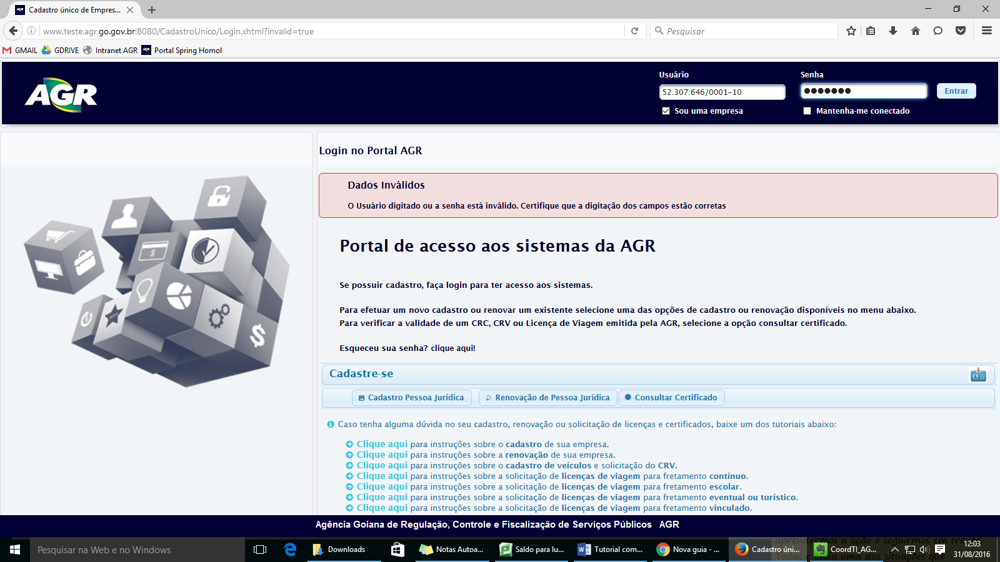 Cadastro único de Empres...
www.teste.agr.go.gov.br:8080/CadastroUnico/Login.xhtml?invalid=true
Pesquisar
GMAIL GDRIVE Intranet AGR Portal Spring Homol
AGR
Usuário Senha
52.307.646/0001-10 ●●●●●●● Entrar
Sou uma empresa Mantenha-me conectado
Login no Portal AGR
Dados Inválidos
O Usuário digitado ou a senha está inválido. Certifique que a digitação dos campos estão corretas
Portal de acesso aos sistemas da AGR
Se possuir cadastro, faça login para ter acesso aos sistemas.
Para efetuar um novo cadastro ou renovar um existente selecione uma das opções de cadastro ou renovação disponíveis no menu abaixo.
Para verificar a validade de um CRC, CRV ou Licença de Viagem emitida pela AGR, selecione a opção consultar certificado.
Esqueceu sua senha? clique aqui!
Cadastre-se
Cadastro Pessoa Jurídica Renovação de Pessoa Jurídica Consultar Certificado
Caso tenha alguma dúvida no seu cadastro, renovação ou solicitação de licenças e certificados, baixe um dos tutoriais abaixo:
Clique aqui para instruções sobre o cadastro de sua empresa.
Clique aqui para instruções sobre a renovação de sua empresa.
Clique aqui para instruções sobre o cadastro de veículos e solicitação do CRV.
Clique aqui para instruções sobre a solicitação de licenças de viagem para fretamento contínuo.
Clique aqui para instruções sobre a solicitação de licenças de viagem para fretamento escolar.
Clique aqui para instruções sobre a solicitação de licenças de viagem para fretamento eventual ou turístico.
Clique aqui para instruções sobre a solicitação de licenças de viagem para fretamento vinculado.
Agência Goiana de Regulação, Controle e Fiscalização de Serviços Públicos AGR
aprendermos a lição e seguirmos em frente
Pesquisar na Web e no Windows Downloads Notas Autoa... Saldo para lu... Tutorial com... Nova guia - ... Cadastro úni... CoordTI_AG... 12:03
Todas e cada uma das situações que 31/08/2016